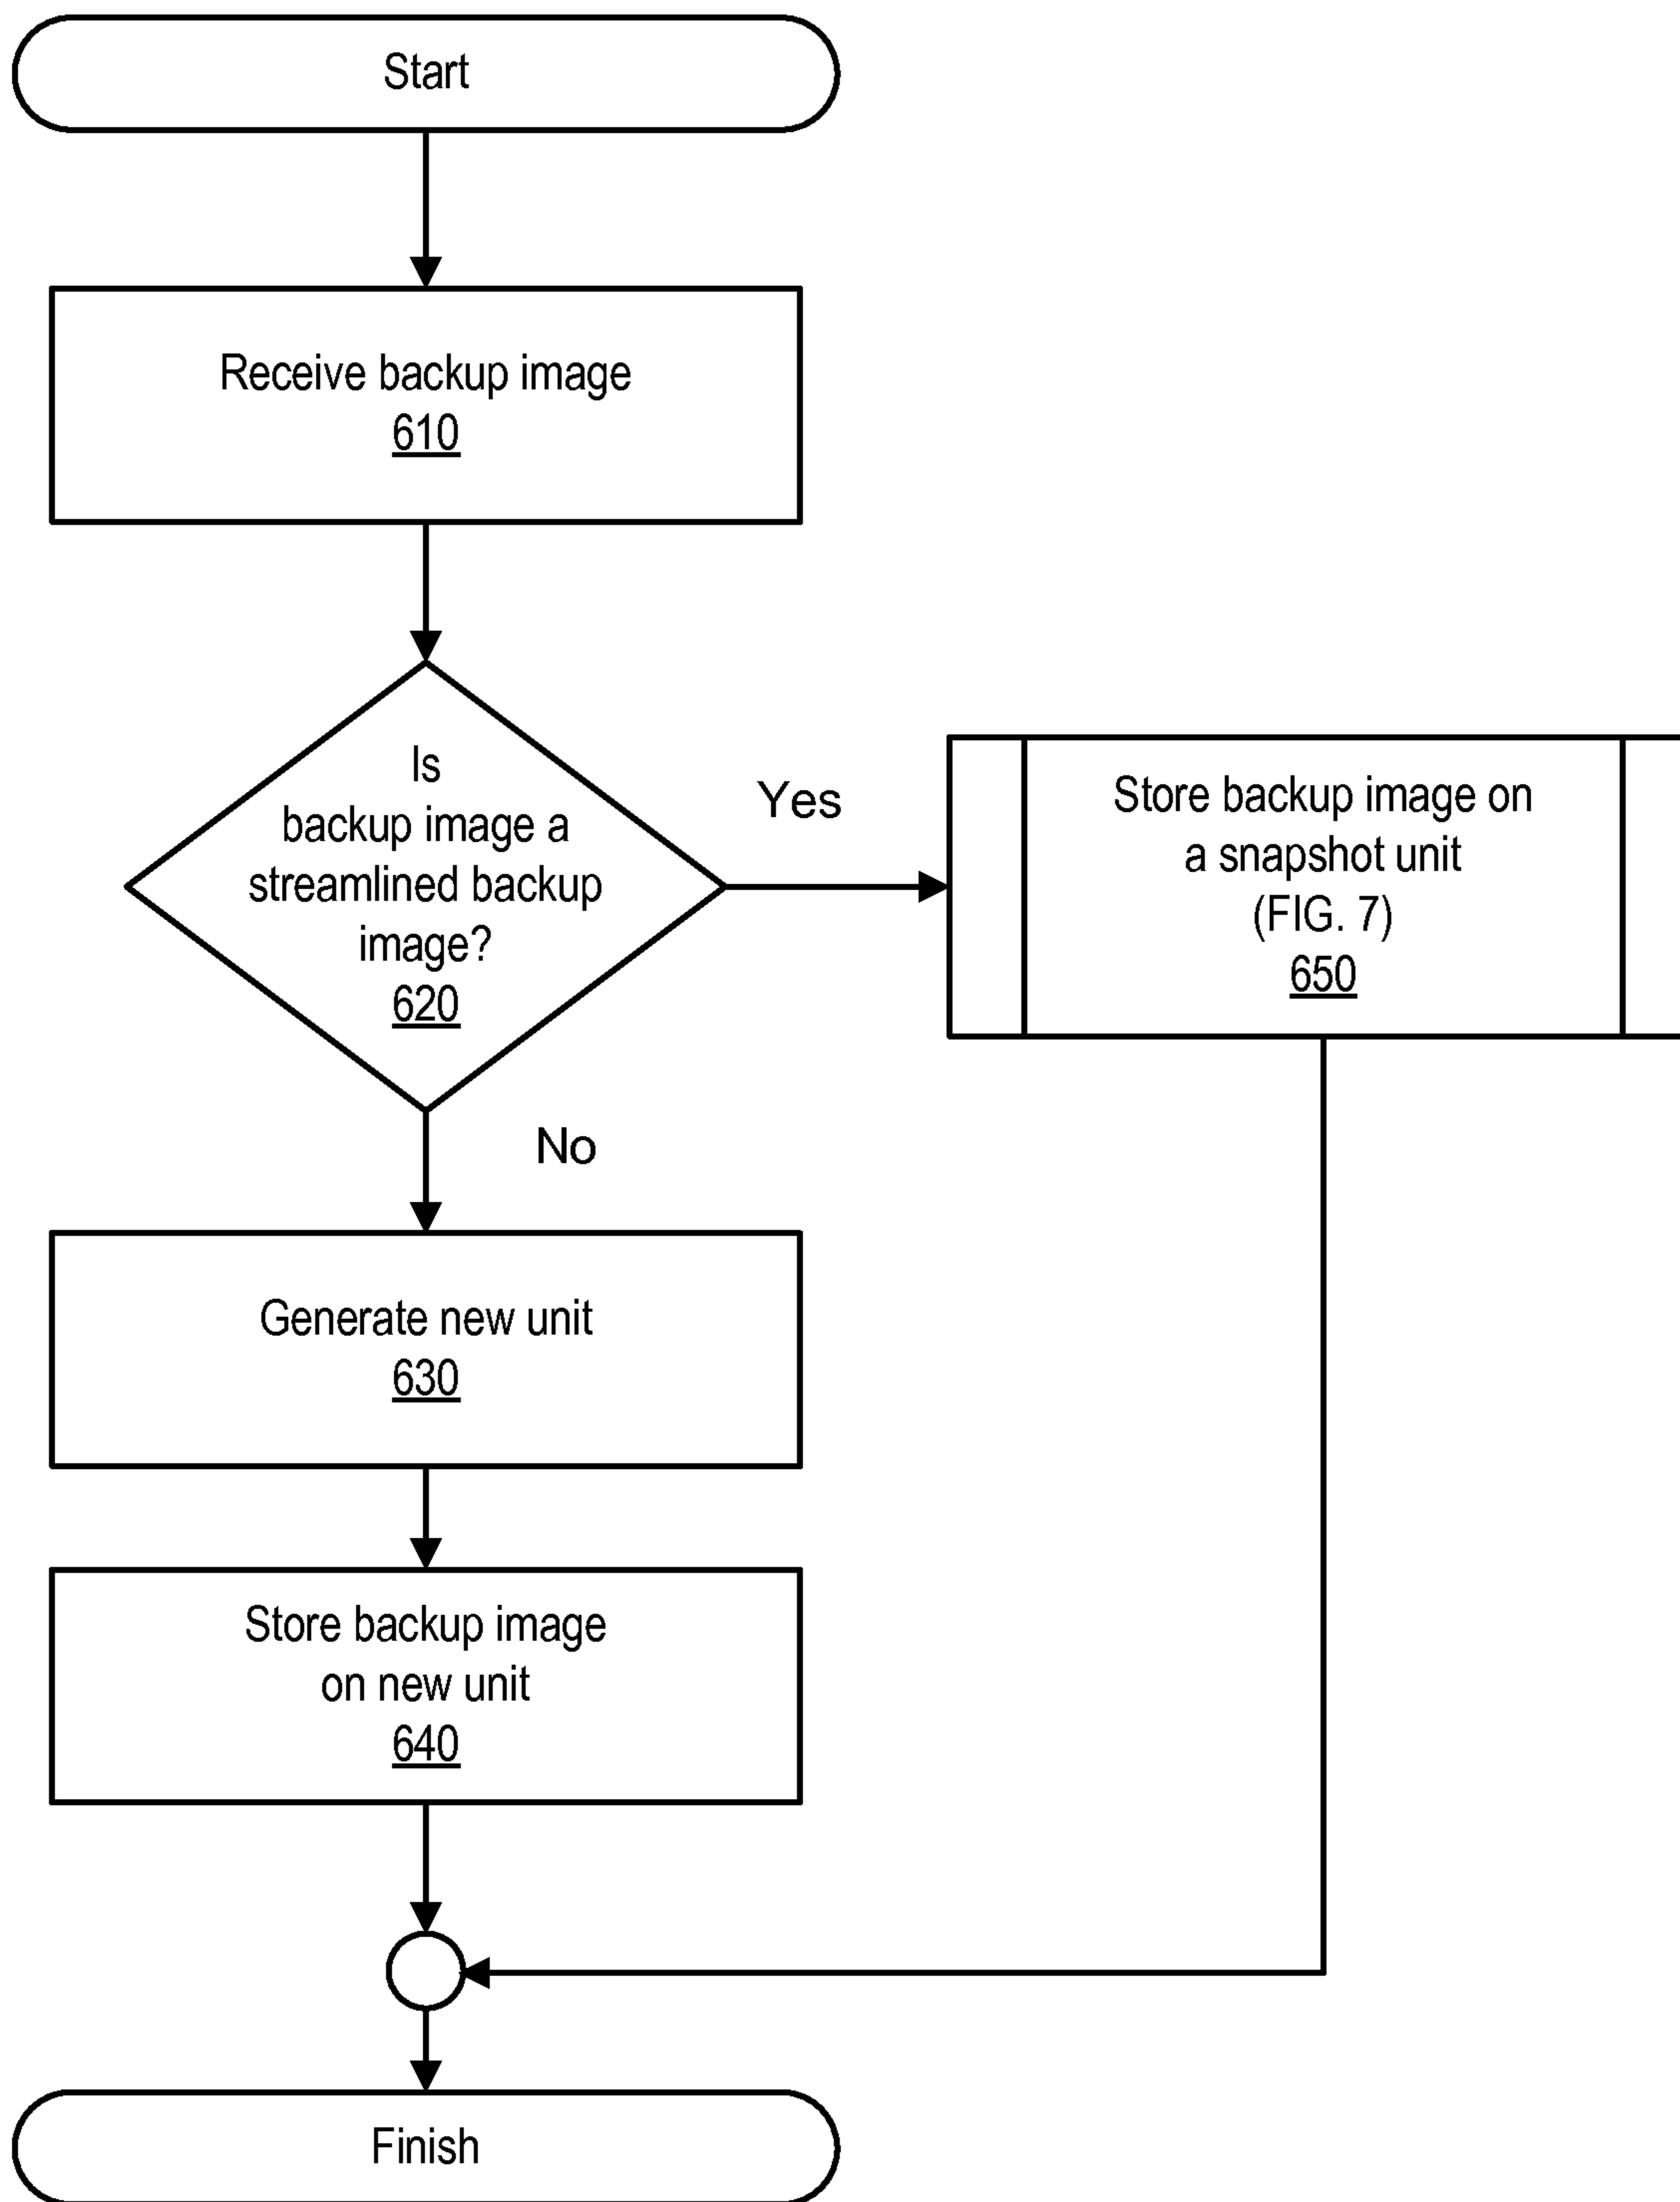 Start
Receive backup image
610
Is
backup image a
streamlined backup
image?
620
Yes
Store backup image on
a snapshot unit
(FIG. 7)
650
No
Generate new unit
630
Store backup image
on new unit
640
Finish